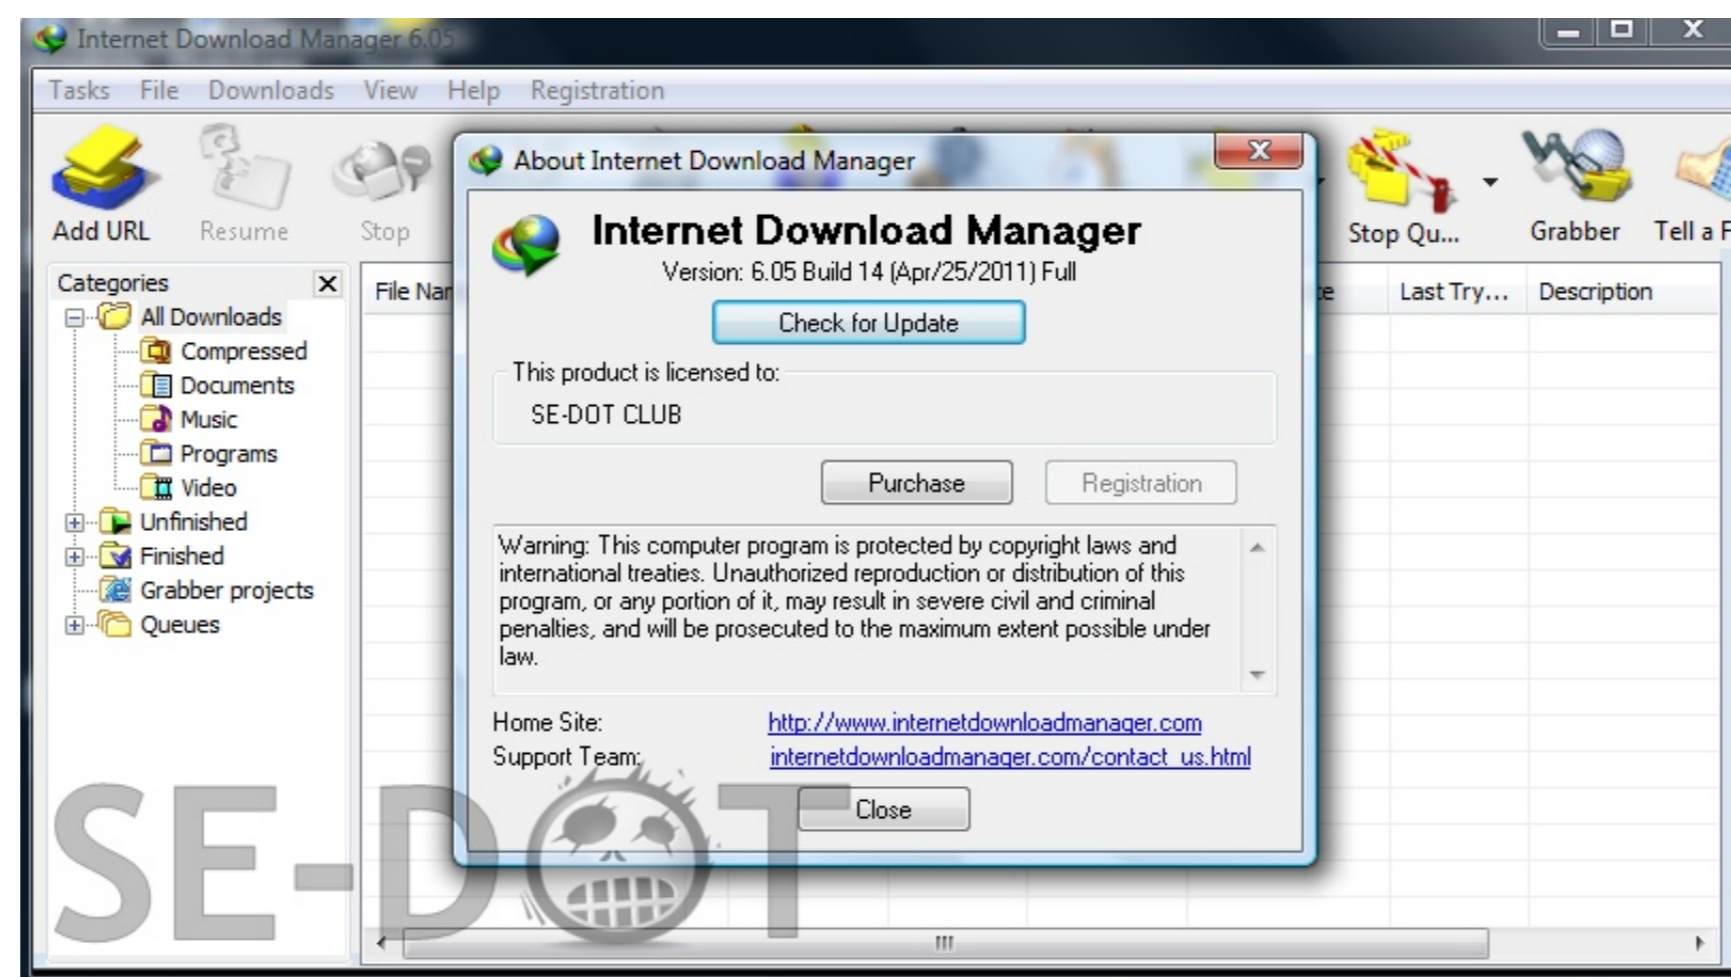 Internet Download Manager 6.05
Tasks File Downloads View Help Registration
Add URL
Resume
Stop
Stop Qu...
Grabber
Tell a F
Categories
All Downloads
Compressed
Documents
Music
Programs
Video
Unfinished
Finished
Grabber projects
Queues
File Nam
Last Try...
Description
About Internet Download Manager
Internet Download Manager
Version: 6.05 Build 14 (Apr/25/2011) Full
Check for Update
This product is licensed to:
SE-DOT CLUB
Purchase
Registration
Warning: This computer program is protected by copyright laws and
international treaties. Unauthorized reproduction or distribution of this
program, or any portion of it, may result in severe civil and criminal
penalties, and will be prosecuted to the maximum extent possible under
law.
Home Site: http://www.internetdownloadmanager.com
Support Team: internetdownloadmanager.com/contact_us.html
Close
SE-DOT